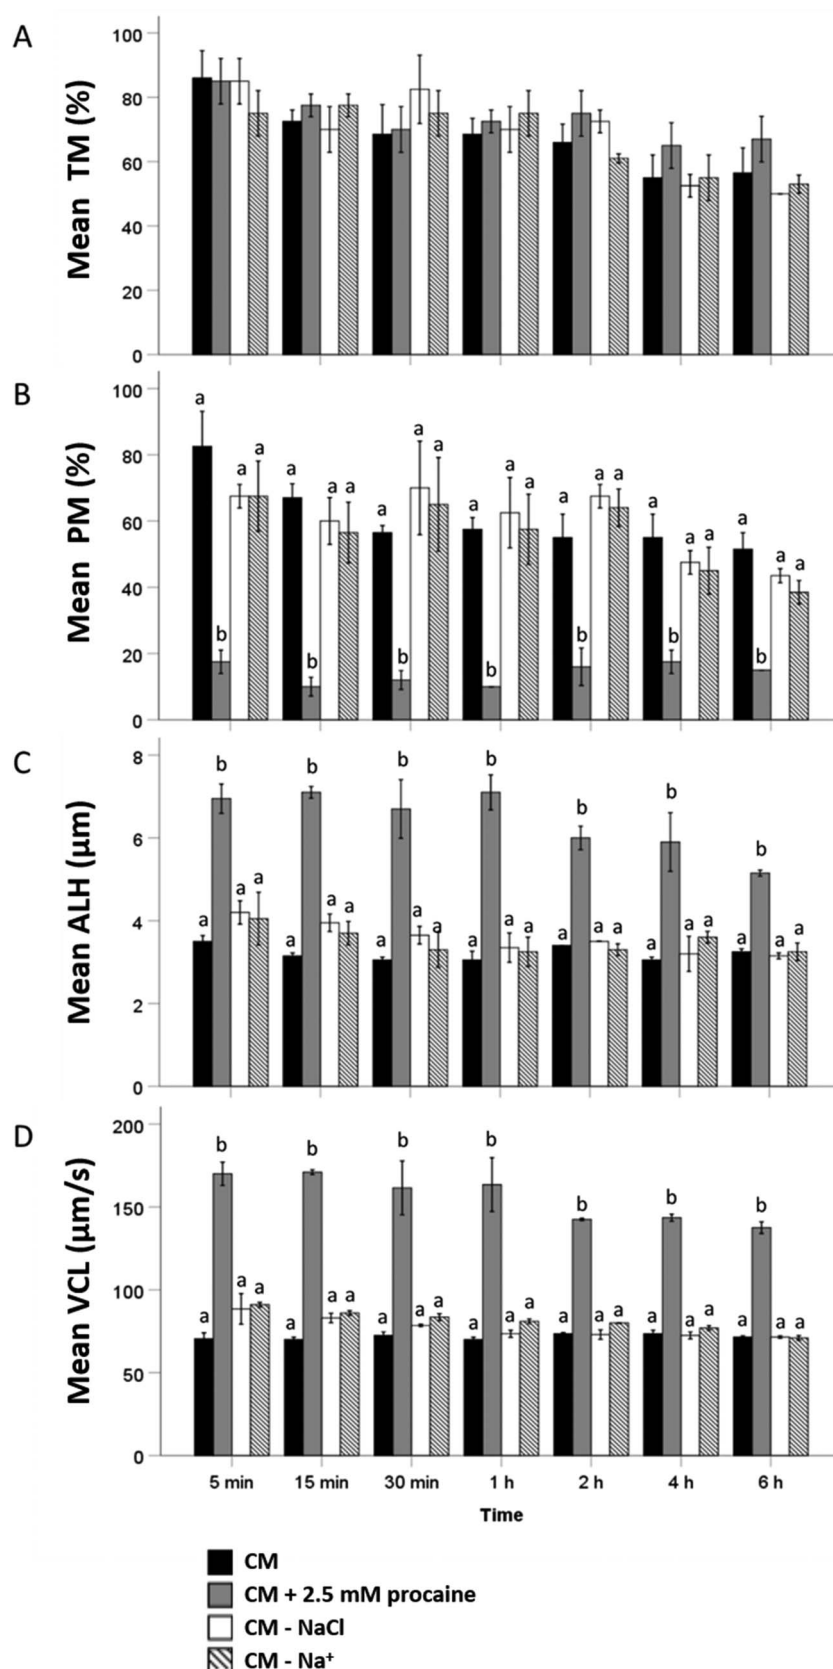 A
Mean TM (%)
100
80
60
40
20
0
B
Mean PM (%)
100
80
60
40
20
0
a b a a
a b a a
a b a a
a b a a
a b a a
a b a a
a b a a
C
Mean ALH (µm)
8
6
4
2
0
a b a a
a b a a
a b a a
a b a a
a b a a
a b a a
a b a a
D
Mean VCL (µm/s)
200
150
100
50
0
a b a a
a b a a
a b a a
a b a a
a b a a
a b a a
a b a a
5 min 15 min 30 min 1 h 2 h 4 h 6 h
Time
CM
CM + 2.5 mM procaine
CM - NaCl
CM - Na⁺